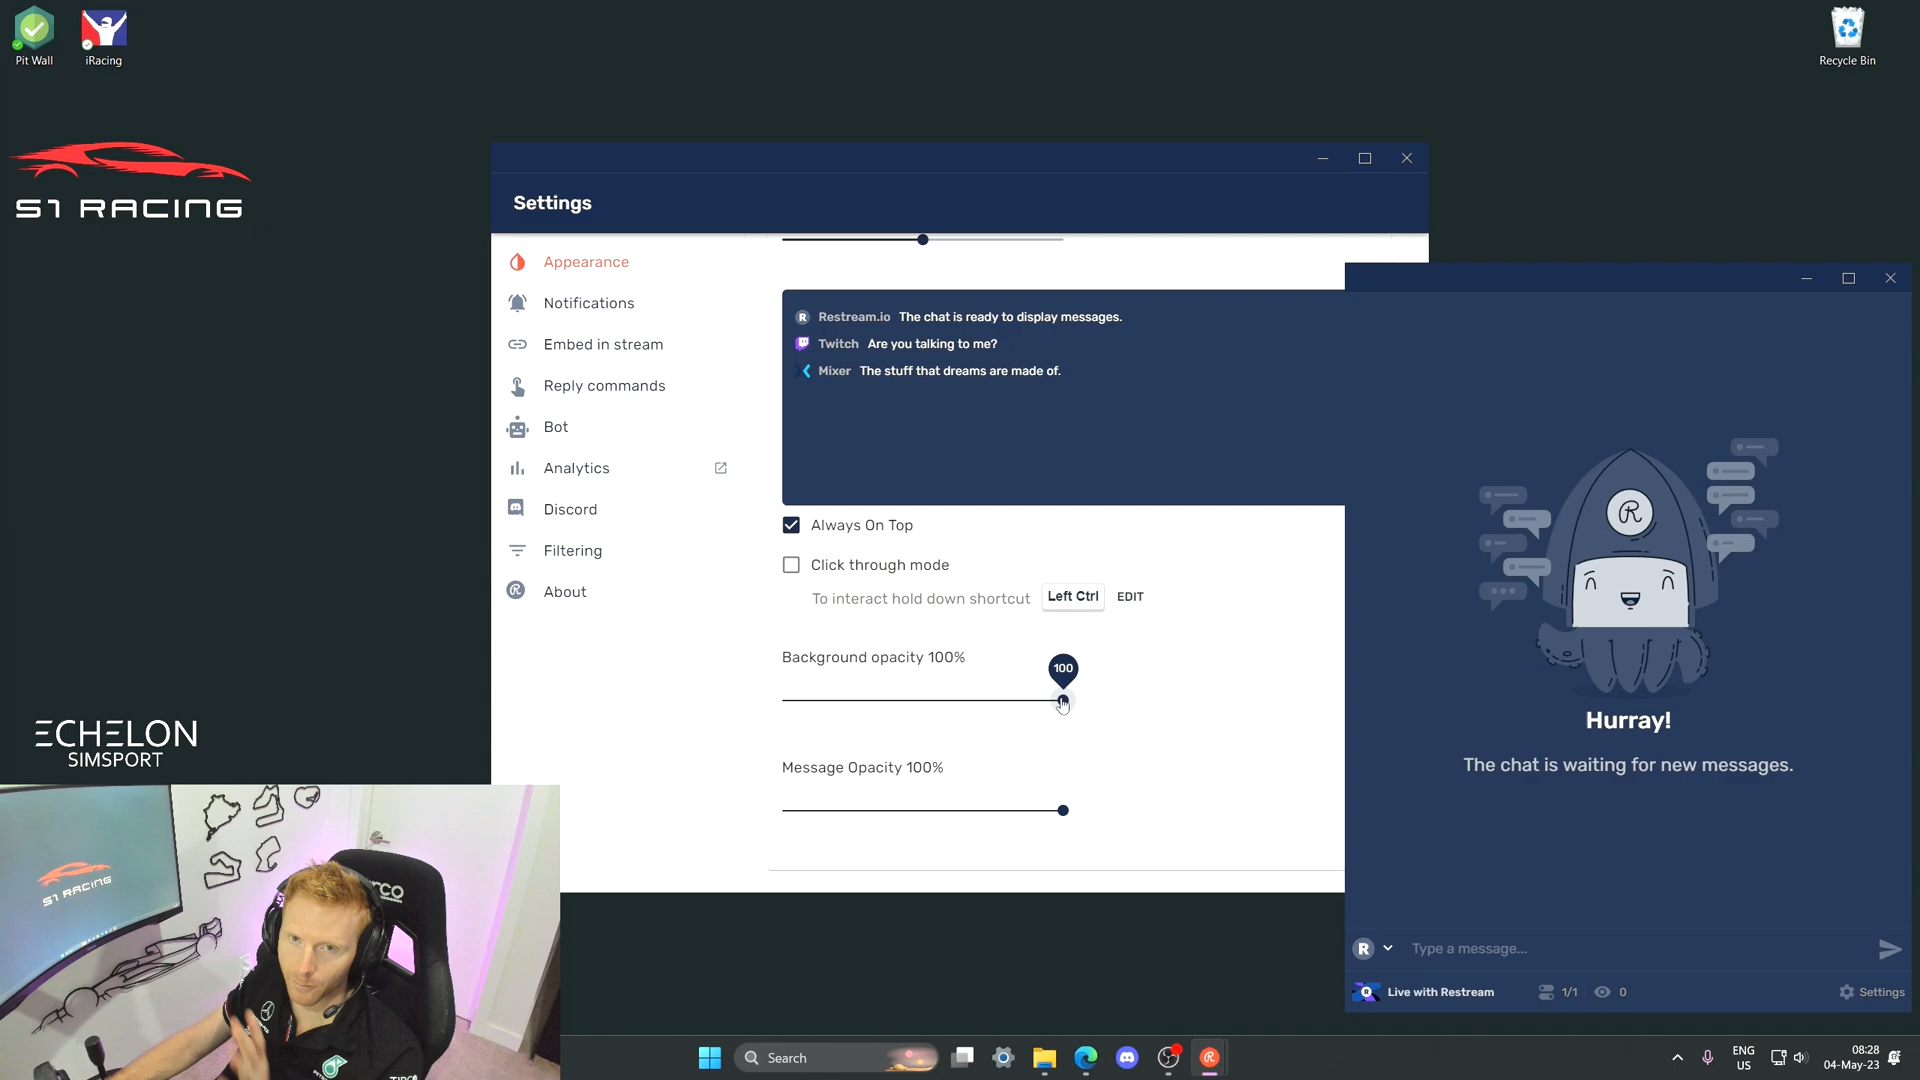 Pit Wall
iRacing
Recycle Bin
S1 RACING
Settings
Appearance
Notifications
Embed in stream
Reply commands
Bot
Analytics
Discord
Filtering
About
R Restream.io The chat is ready to display messages.
Twitch Are you talking to me?
Mixer The stuff that dreams are made of.
Always On Top
Click through mode
To interact hold down shortcut Left Ctrl EDIT
Background opacity 100%
100
Message Opacity 100%
R
Hurray!
The chat is waiting for new messages.
R Type a message...
R Live with Restream 1/1 0 Settings
ECHELON
SIMSPORT
S1 RACING
Search
ENG
US
08:28
04-May-23